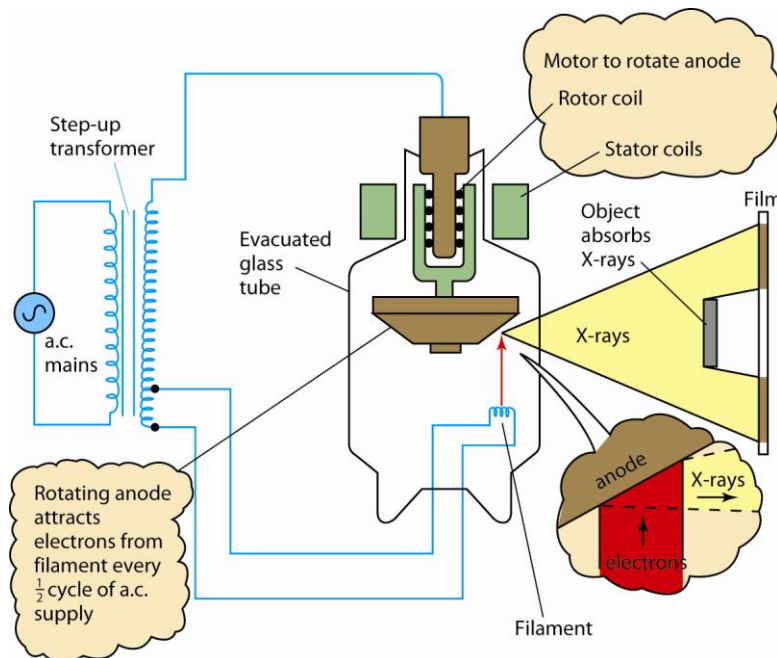 Motor to rotate anode
Rotor coil
Stator coils
Step-up
transformer
Film
Object
absorbs
X-rays
Evacuated
glass
tube
a.c.
mains
X-rays
Rotating anode
attracts
electrons from
filament every
1/2 cycle of a.c.
supply
anode
X-rays
electrons
Filament